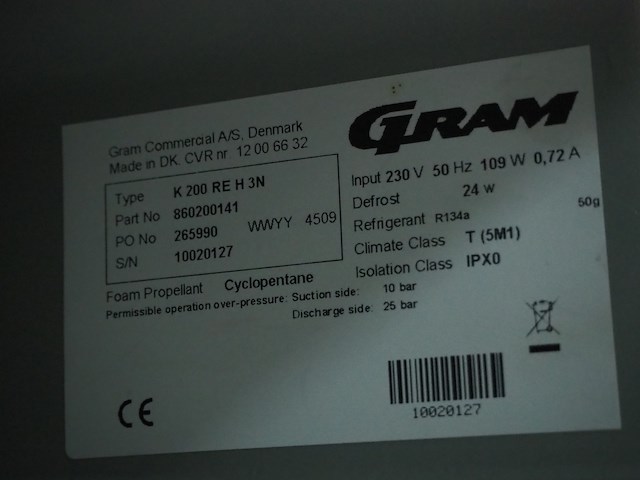 Gram Commercial A/S, Denmark
Made in DK. CVR nr. 12 00 66 32
Type K 200 RE H 3N
Part No 860200141
PO No 265990 WWYY 4509
S/N 10020127
Foam Propellant Cyclopentane
Permissible operation over-pressure: Suction side: 10 bar
Discharge side: 25 bar
GRAM
Input 230 V 50 Hz 109 W 0,72 A
Defrost 24 W
Refrigerant R134a 50g
Climate Class T (5M1)
Isolation Class IPX0
CE
10020127